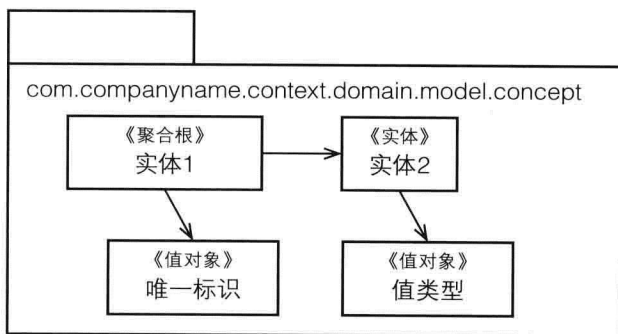 com.companyname.context.domain.model.concept
《聚合根》
实体1
《实体》
实体2
《值对象》
唯一标识
《值对象》
值类型